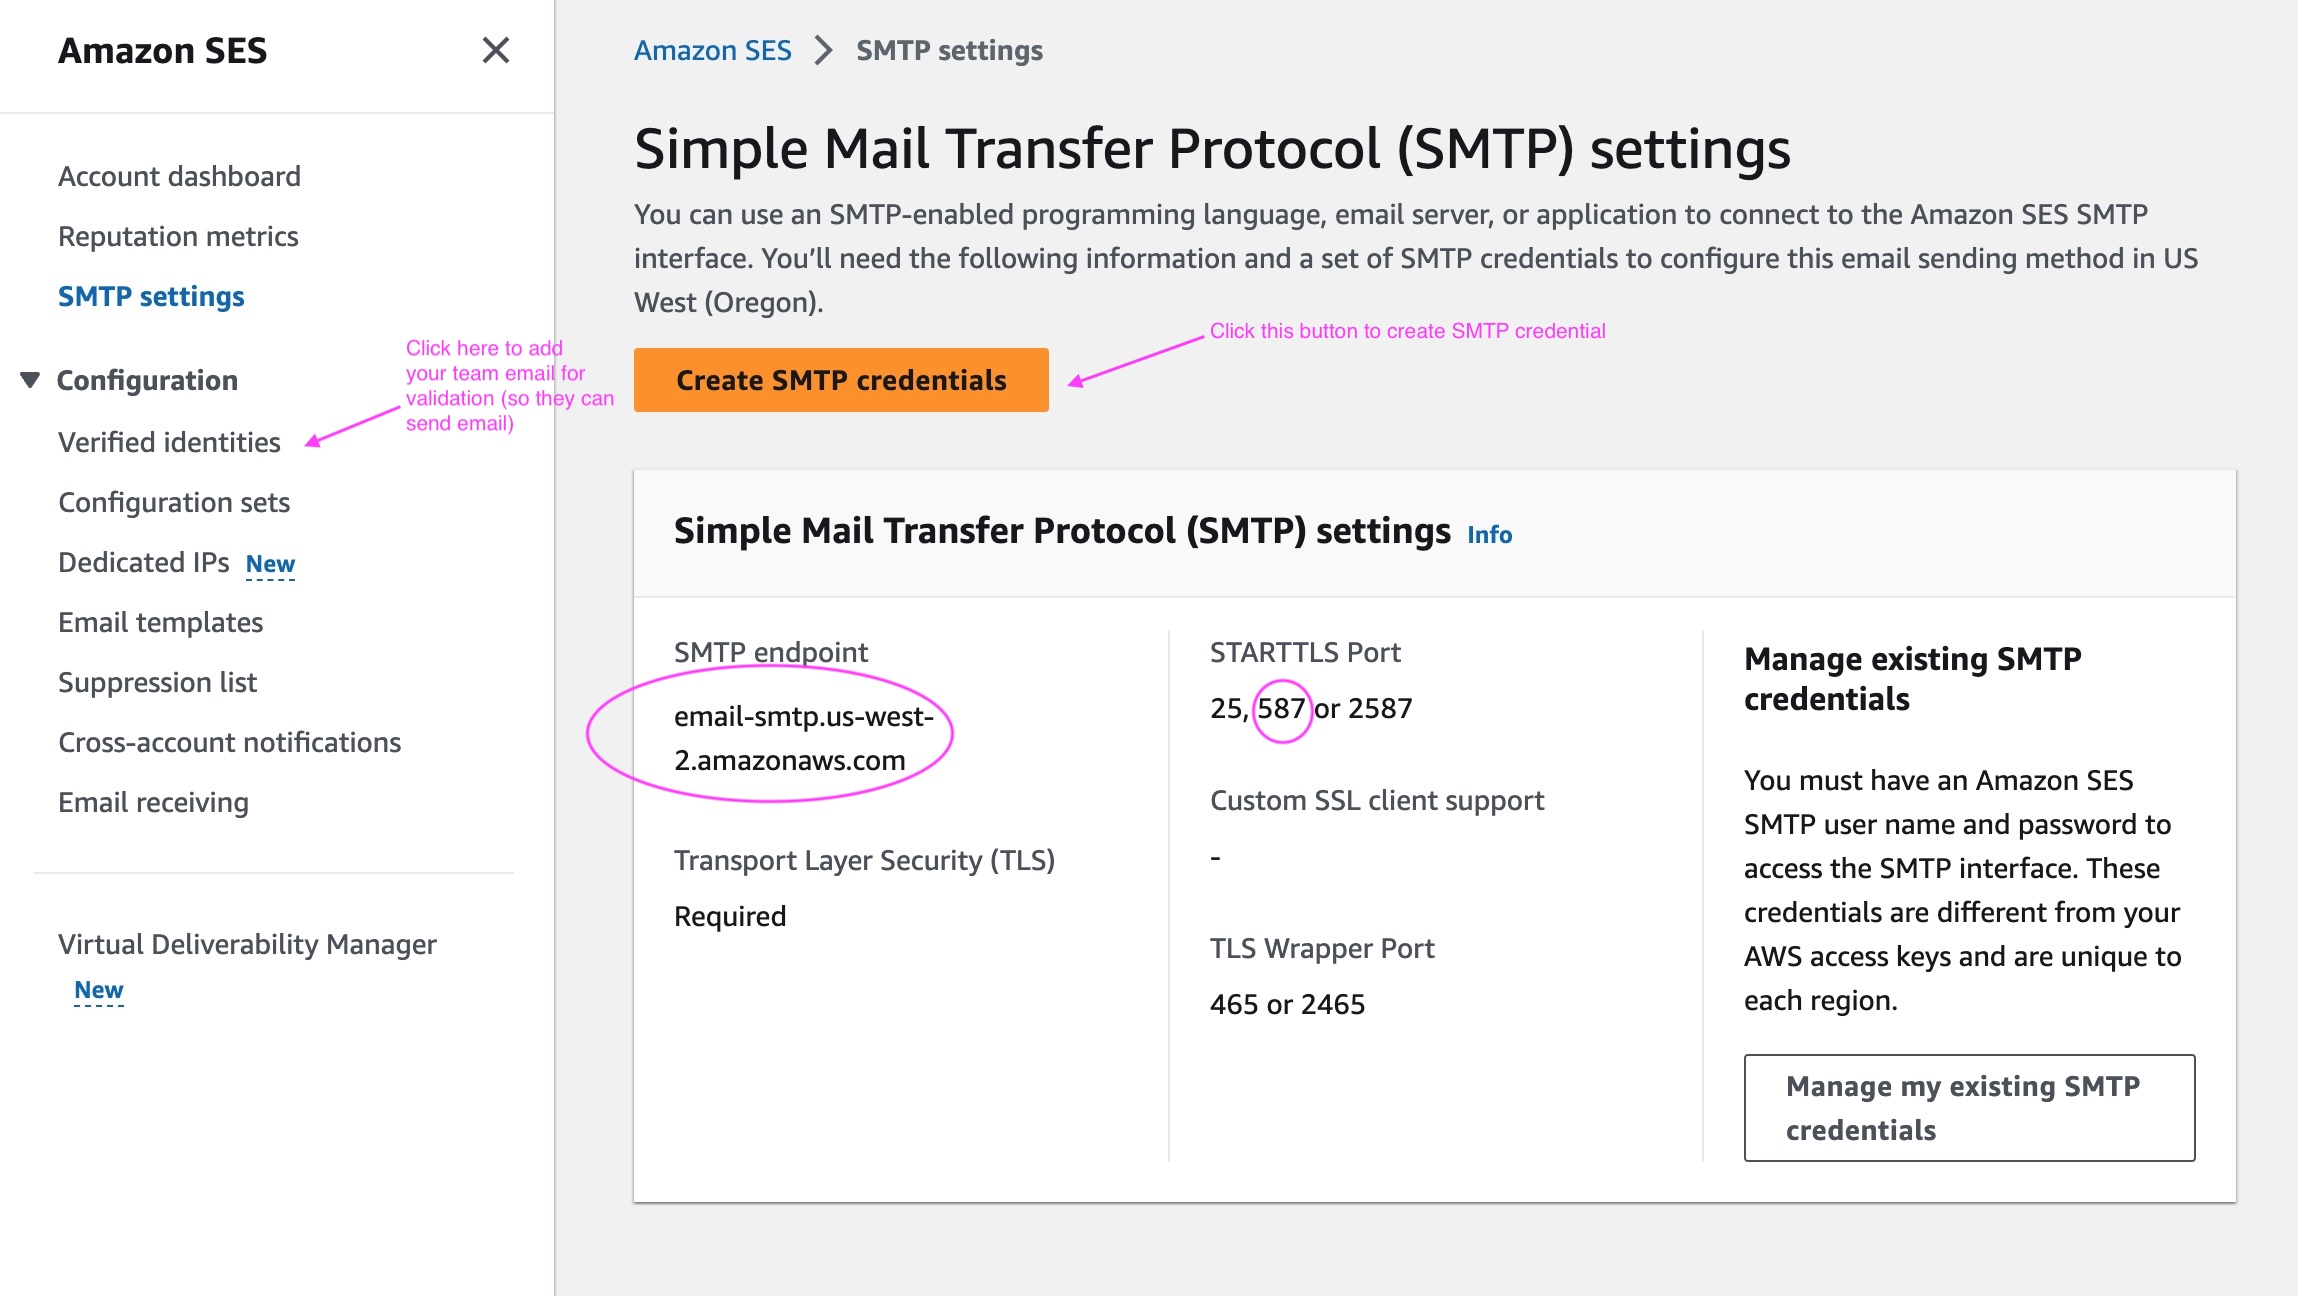 Amazon SES
Account dashboard
Reputation metrics
SMTP settings
Configuration
Click here to add
your team email for
validation (so they can
send email)
Verified identities
Configuration sets
Dedicated IPs New
Email templates
Suppression list
Cross-account notifications
Email receiving
Virtual Deliverability Manager
New
Amazon SES > SMTP settings
Simple Mail Transfer Protocol (SMTP) settings
You can use an SMTP-enabled programming language, email server, or application to connect to the Amazon SES SMTP
interface. You’ll need the following information and a set of SMTP credentials to configure this email sending method in US
West (Oregon).
Click this button to create SMTP credential
Create SMTP credentials
Simple Mail Transfer Protocol (SMTP) settings Info
SMTP endpoint
email-smtp.us-west-
2.amazonaws.com
Transport Layer Security (TLS)
Required
STARTTLS Port
25, 587 or 2587
Custom SSL client support
-
TLS Wrapper Port
465 or 2465
Manage existing SMTP
credentials
You must have an Amazon SES
SMTP user name and password to
access the SMTP interface. These
credentials are different from your
AWS access keys and are unique to
each region.
Manage my existing SMTP
credentials